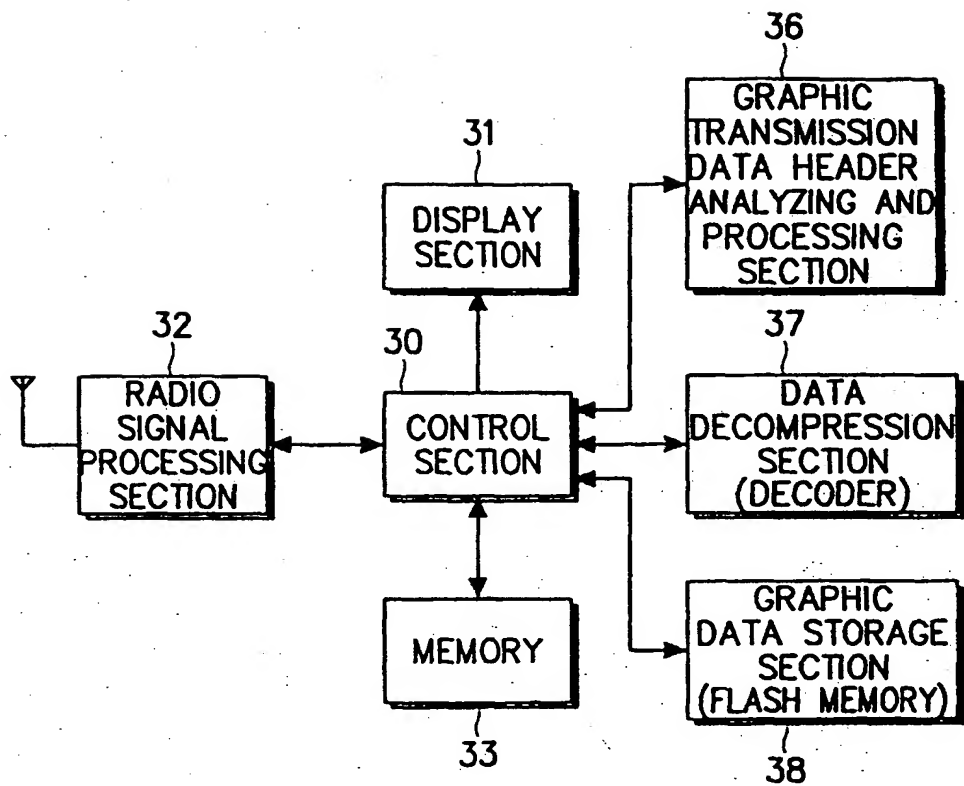 36
GRAPHIC
TRANSMISSION
DATA HEADER
ANALYZING AND
PROCESSING
SECTION
31
DISPLAY
SECTION
32
RADIO
SIGNAL
PROCESSING
SECTION
30
CONTROL
SECTION
37
DATA
DECOMPRESSION
SECTION
(DECODER)
MEMORY
33
GRAPHIC
DATA STORAGE
SECTION
(FLASH MEMORY)
38